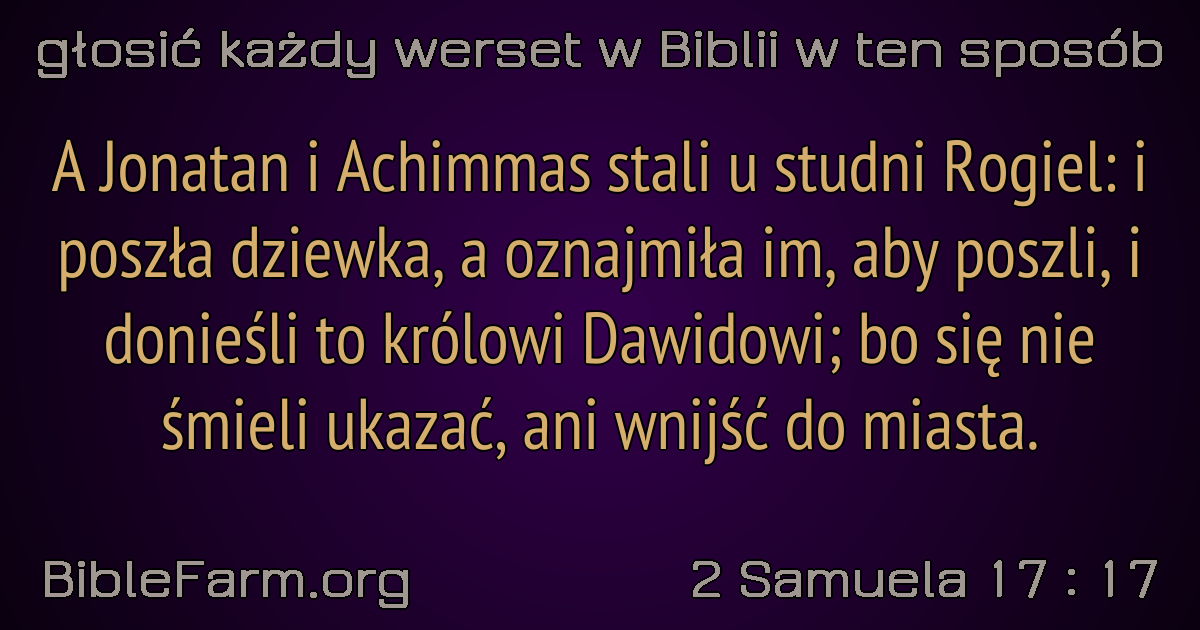 głosić każdy werset w Biblii w ten sposób
A Jonatan i Achimmas stali u studni Rogiel: i
poszła dziewka, a oznajmiła im, aby poszli, i
donieśli to królowi Dawidowi; bo się nie
śmieli ukazać, ani wnijść do miasta.
BibleFarm.org
2 Samuela 17 : 17